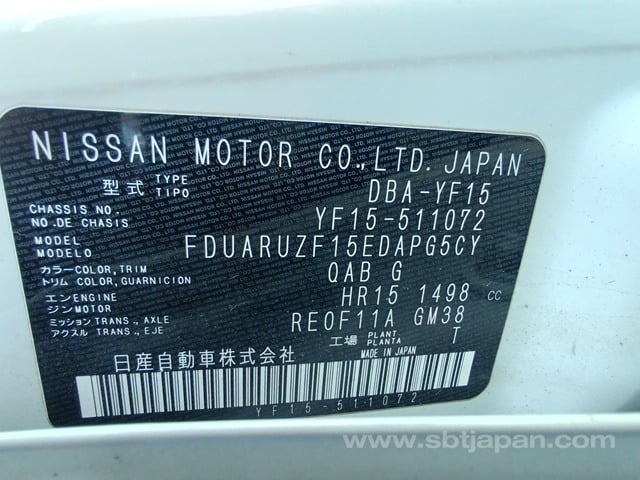 NISSAN MOTOR CO.,LTD. JAPAN
型式 TYPE TIPO DBA-YF15
CHASSIS NO. NO.DE CHASSIS YF15-511072
MODEL MODELO FDUARUZF15EDAPG5CY
カラー COLOR,TRIM QAB G
トリム COLOR,GUARNICION
エンジン ENGINE MOTOR HR15 1498 CC
ミッション TRANS., AXLE RE0F11A GM38
アクスル TRANS., EJE
工場 PLANT PLANTA T
日産自動車株式会社 MADE IN JAPAN
YF15-511072
www.sbtjapan.com